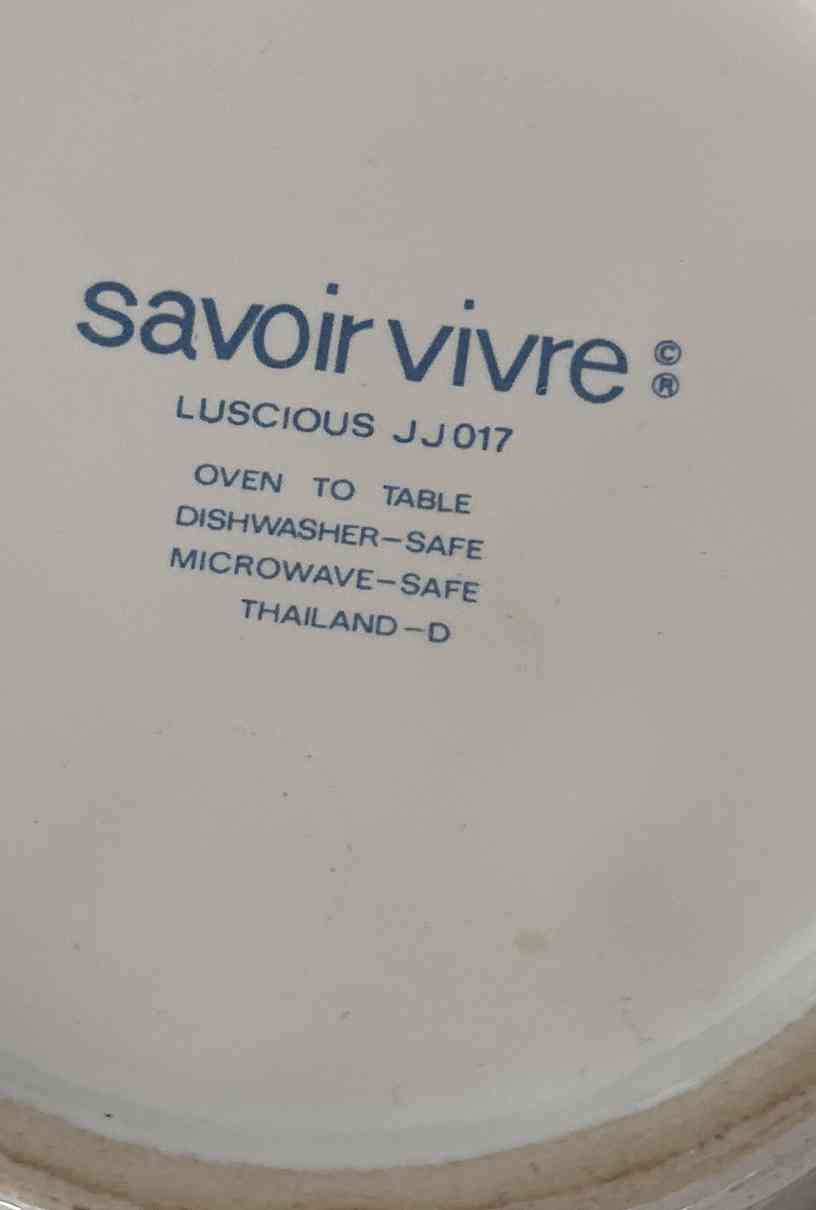 savoir vivre ©®
LUSCIOUS JJ017
OVEN TO TABLE
DISHWASHER-SAFE
MICROWAVE-SAFE
THAILAND-D